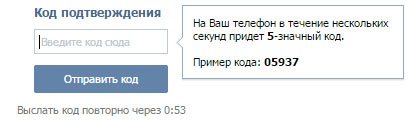 Код подтверждения
Введите код сюда
Отправить код
Выслать код повторно через 0:53
На Ваш телефон в течение нескольких
секунд придет 5-значный код.
Пример кода: 05937